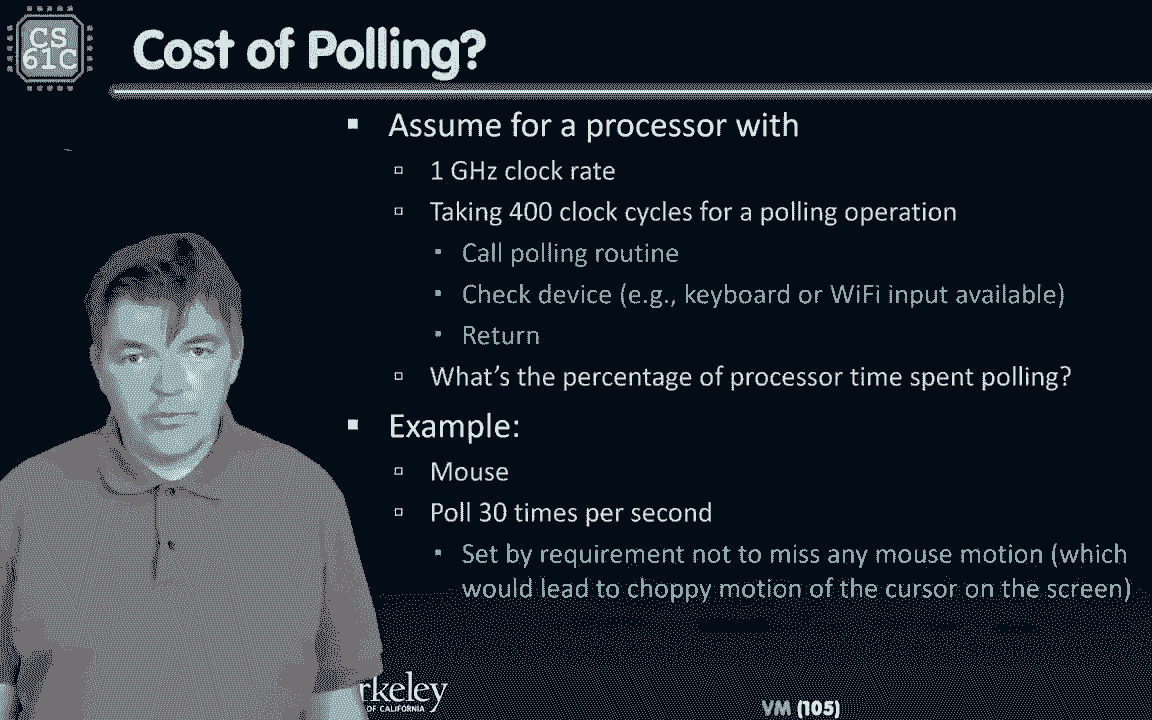 CS
61C
Cost of Polling?
Assume for a processor with
1 GHz clock rate
Taking 400 clock cycles for a polling operation
Call polling routine
Check device (e.g., keyboard or WiFi input available)
Return
What's the percentage of processor time spent polling?
Example:
Mouse
Poll 30 times per second
Set by requirement not to miss any mouse motion (which
would lead to choppy motion of the cursor on the screen)
rkeley
OF CALIFORNIA
VM (105)